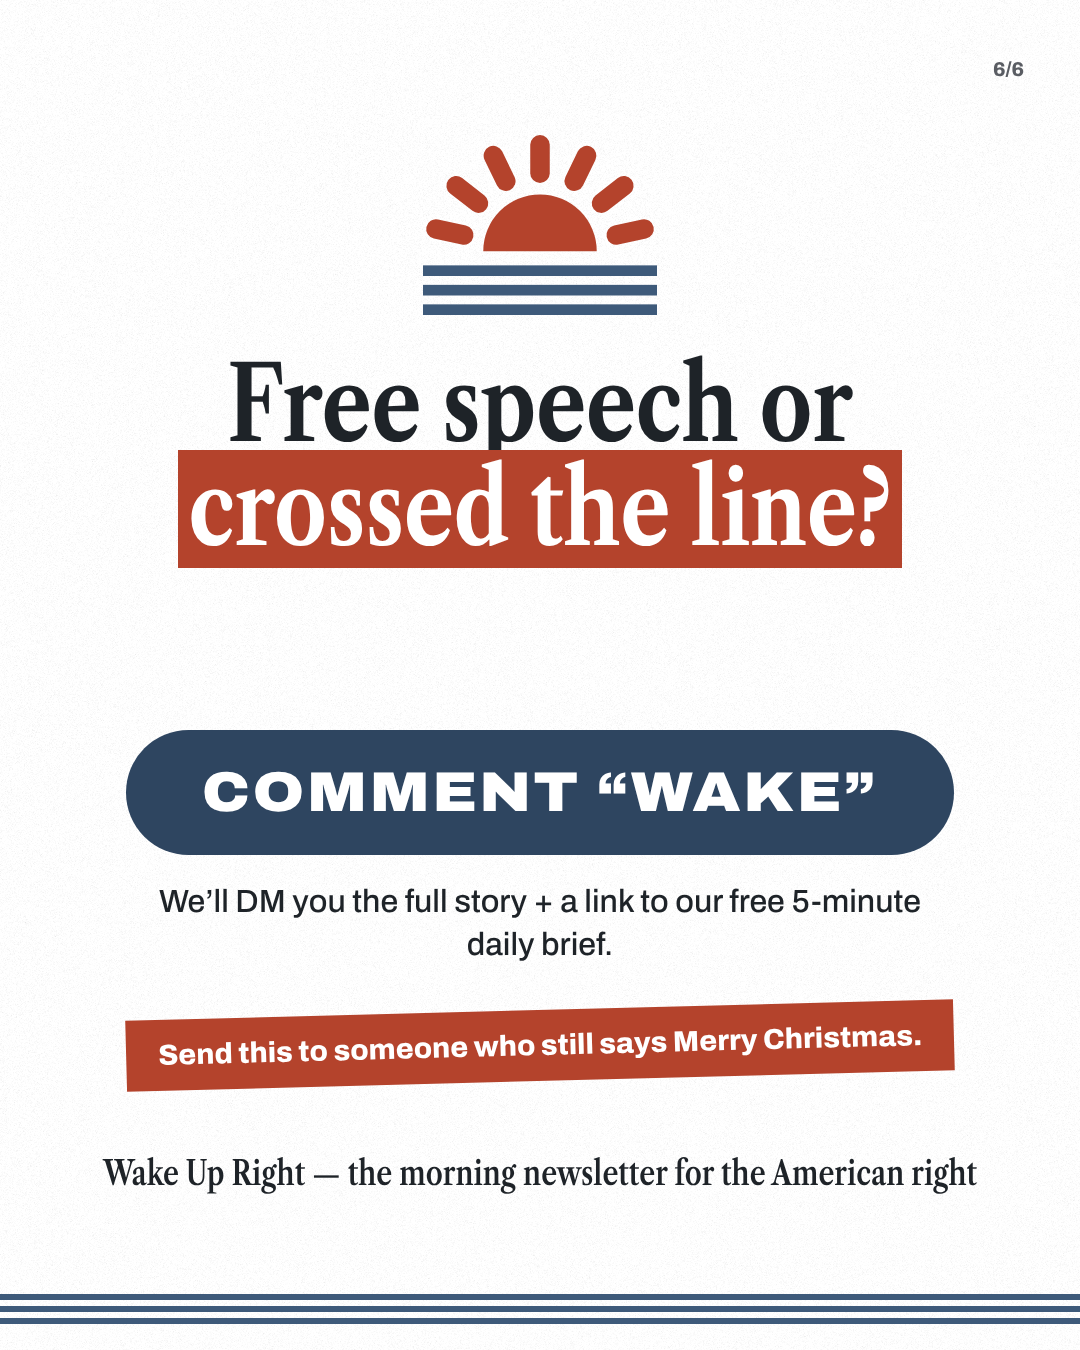 6/6
Free speech or
crossed the line?
COMMENT “WAKE”
We’ll DM you the full story + a link to our free 5-minute
daily brief.
Send this to someone who still says Merry Christmas.
Wake Up Right — the morning newsletter for the American right